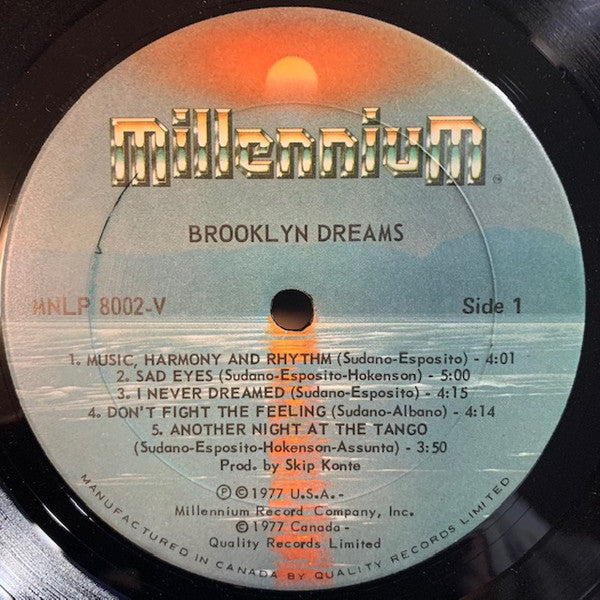 millennium
TM
BROOKLYN DREAMS
MNLP 8002-V
Side 1
1. MUSIC, HARMONY AND RHYTHM (Sudano-Esposito) - 4:01
2. SAD EYES (Sudano-Esposito-Hokenson) - 5:00
3. I NEVER DREAMED (Sudano-Esposito) - 4:15
4. DON'T FIGHT THE FEELING (Sudano-Albano) - 4:14
5. ANOTHER NIGHT AT THE TANGO
(Sudano-Esposito-Hokenson-Assunta) - 3:50
Prod. by Skip Konte
℗©1977 U.S.A.-
Millennium Record Company, Inc.
©1977 Canada-
Quality Records Limited
MANUFACTURED IN CANADA BY QUALITY RECORDS LIMITED